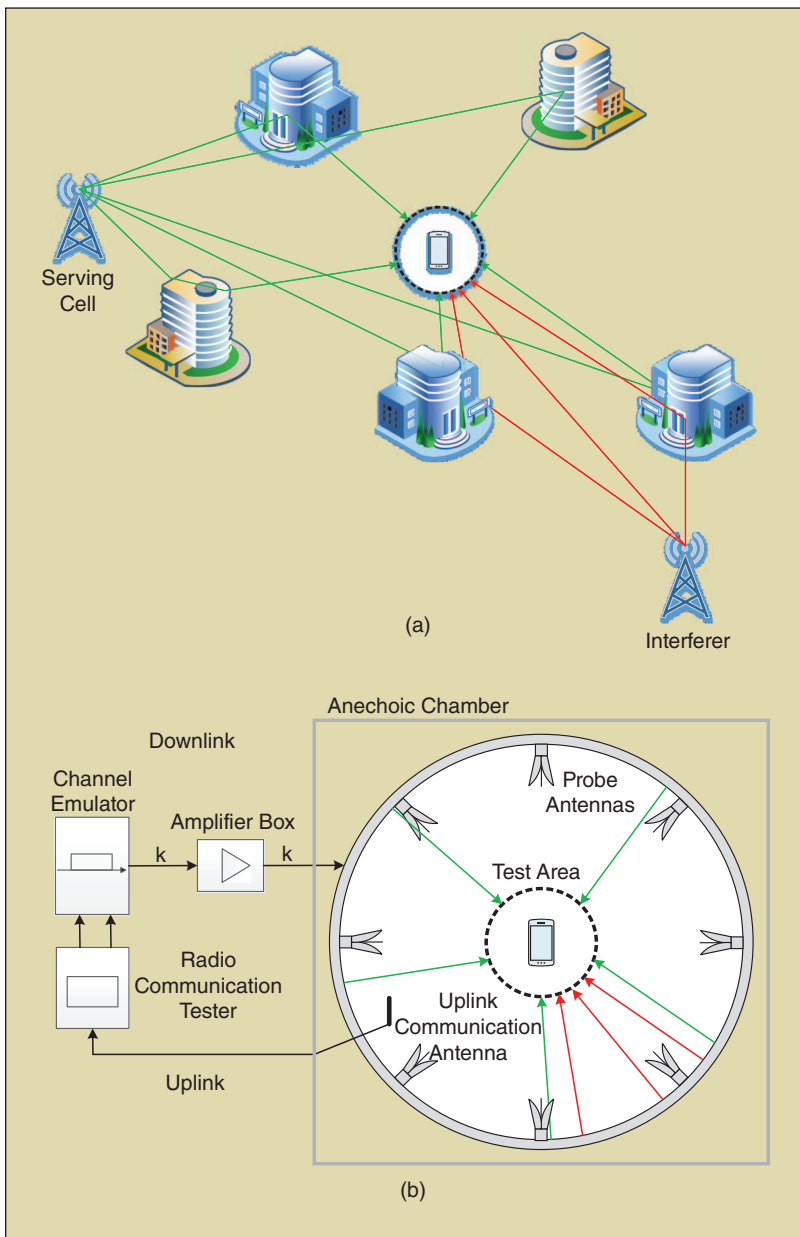 Serving
Cell
(a)
Interferer
Anechoic Chamber
Downlink
Channel
Emulator
Amplifier Box
k
k
Probe
Antennas
Test Area
Radio
Communication
Tester
Uplink
Communication
Antenna
Uplink
(b)